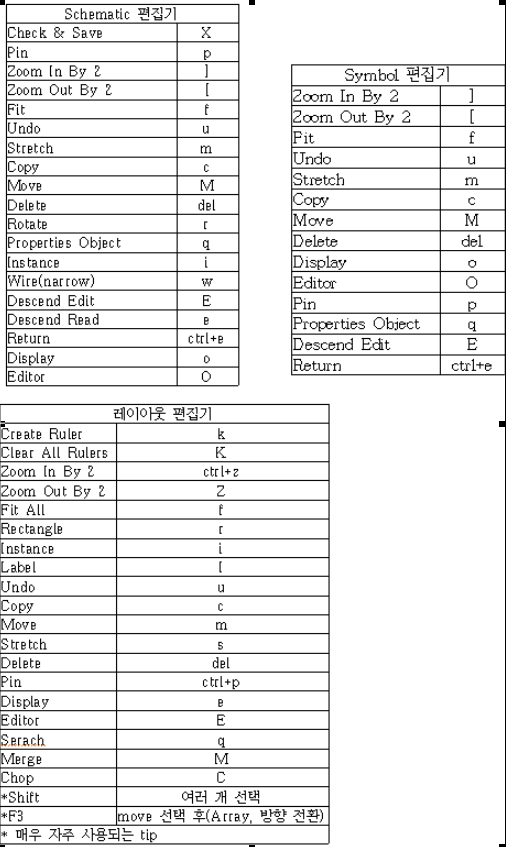 Schematic 편집기
Check & Save X
Pin p
Zoom In By 2 ]
Zoom Out By 2 [
Fit f
Undo u
Stretch m
Copy c
Move M
Delete del
Rotate r
Properties Object q
Instance i
Wire(narrow) w
Descend Edit E
Descend Read e
Return ctrl+e
Display o
Editor O
Symbol 편집기
Zoom In By 2 ]
Zoom Out By 2 [
Fit f
Undo u
Stretch m
Copy c
Move M
Delete del
Display o
Editor O
Pin p
Properties Object q
Descend Edit E
Return ctrl+e
레이아웃 편집기
Create Ruler k
Clear All Rulers K
Zoom In By 2 ctrl+z
Zoom Out By 2 Z
Fit All f
Rectangle r
Instance i
Label l
Undo u
Copy c
Move m
Stretch s
Delete del
Pin ctrl+p
Display e
Editor E
Serach q
Merge M
Chop C
*Shift 여러 개 선택
*F3 move 선택 후(Array, 방향 전환)
* 매우 자주 사용되는 tip